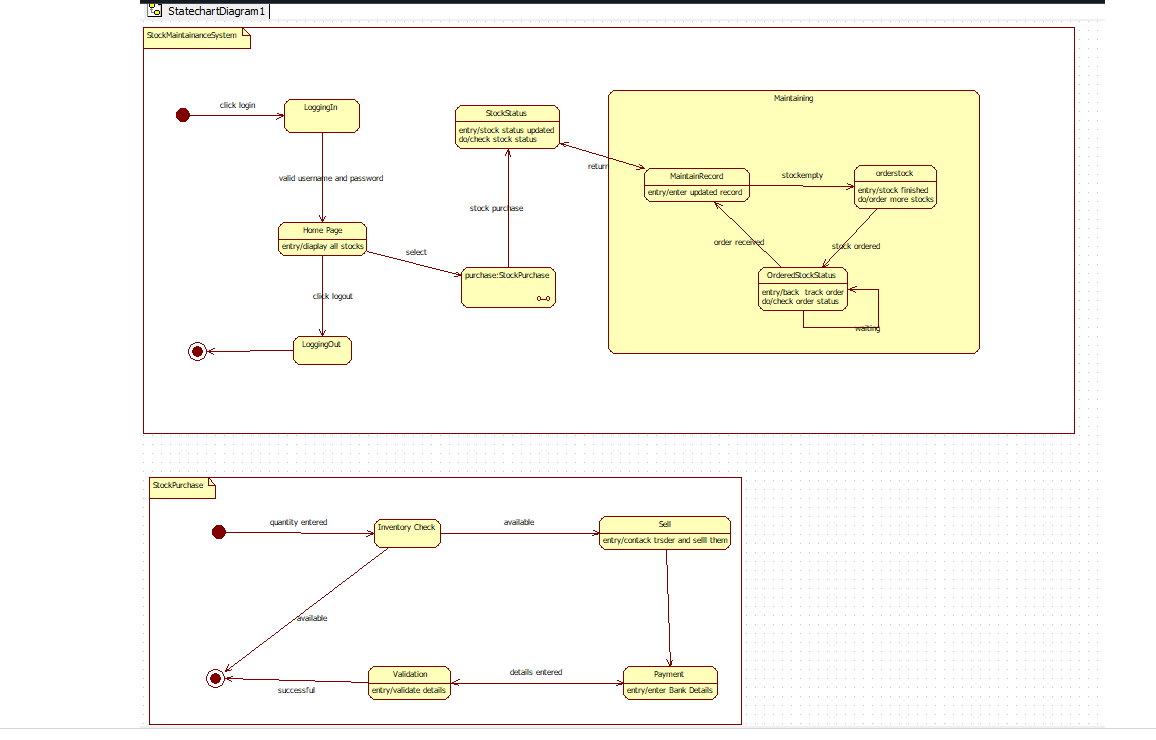 StatechartDiagram1
StockMaintainanceSystem
click login
LoggingIn
StockStatus
entry/stock status updated
do/check stock status
Maintaining
return
MaintainRecord
entry/enter updated record
stockempty
orderstock
entry/stock finished
do/order more stocks
valid username and password
stock purchase
Home Page
entry/diaplay all stocks
select
order received
stock ordered
purchase:StockPurchase
OrderedStockStatus
entry/back track order
do/check order status
waiting
click logout
LoggingOut
StockPurchase
quantity entered
Inventory Check
available
Sell
entry/contack trsder and selll them
available
Validation
entry/validate details
details entered
Payment
entry/enter Bank Details
successful